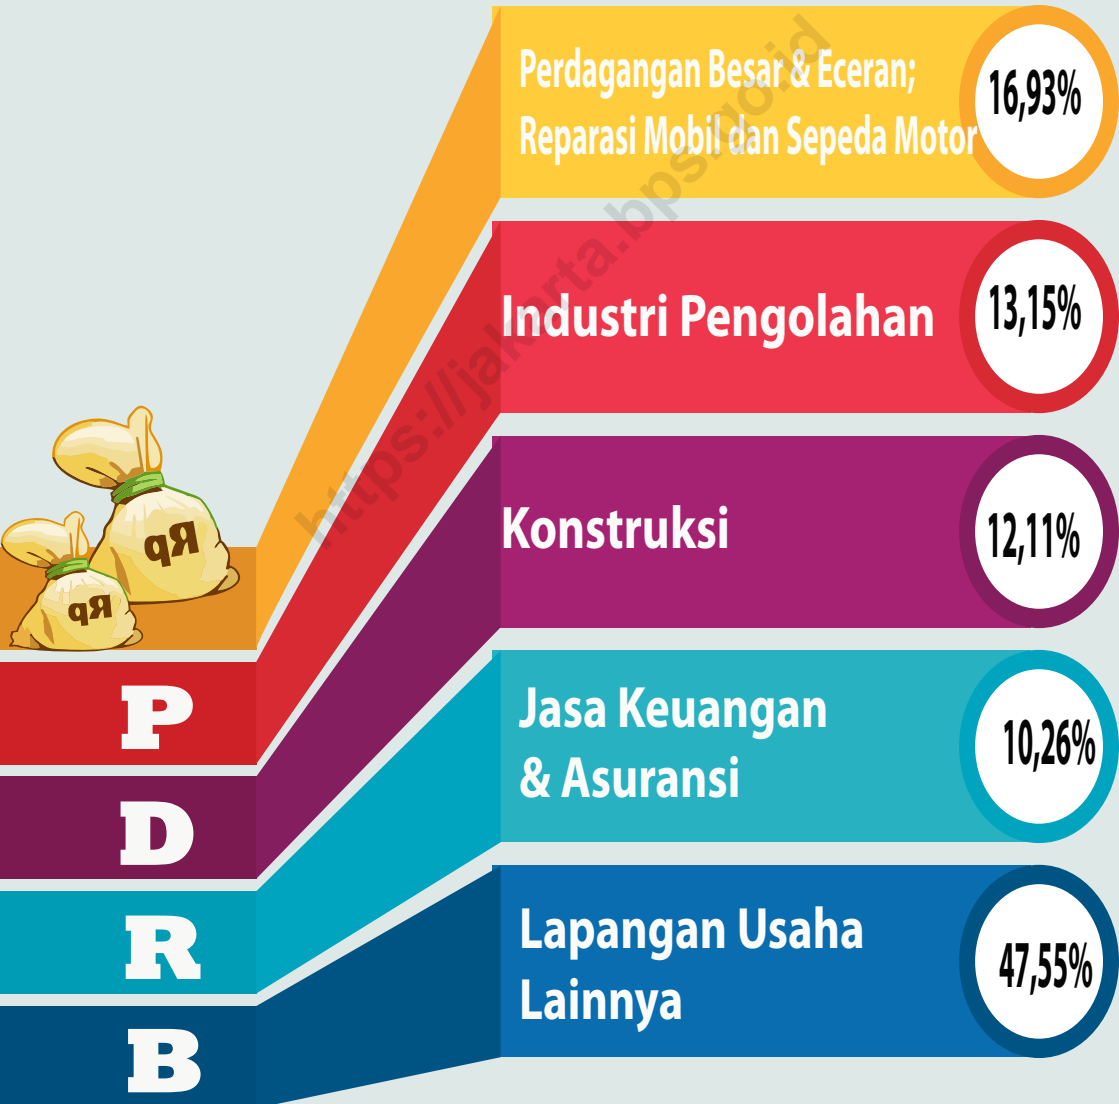 Perdagangan Besar & Eceran;
Reparasi Mobil dan Sepeda Motor
16,93%
Industri Pengolahan
13,15%
Konstruksi
12,11%
Jasa Keuangan
& Asuransi
10,26%
Lapangan Usaha
Lainnya
47,55%
Rp
Rp
P
D
R
B
https://jakarta.bps.go.id